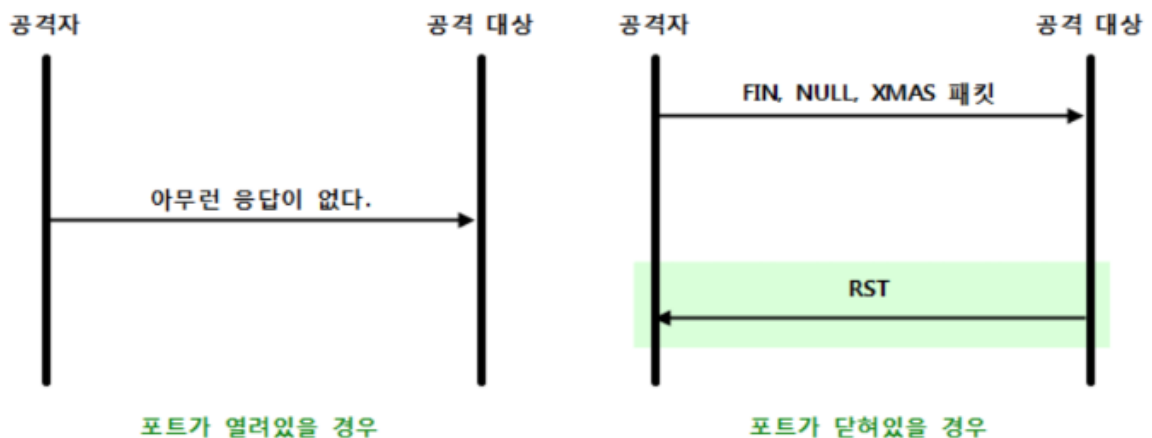 공격자
공격 대상
아무런 응답이 없다.
포트가 열려있을 경우
공격자
공격 대상
FIN, NULL, XMAS 패킷
RST
포트가 닫혀있을 경우